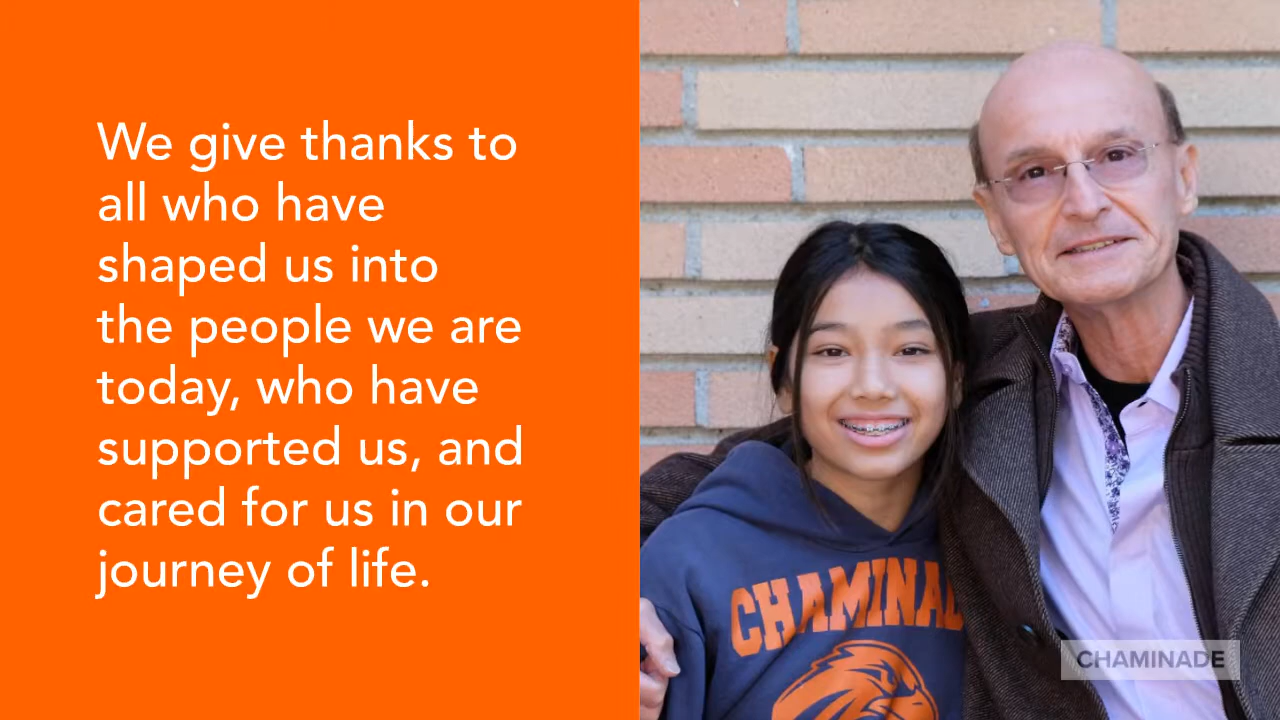 We give thanks to
all who have
shaped us into
the people we are
today, who have
supported us, and
cared for us in our
journey of life.
CHAMINAD
CHAMINADE